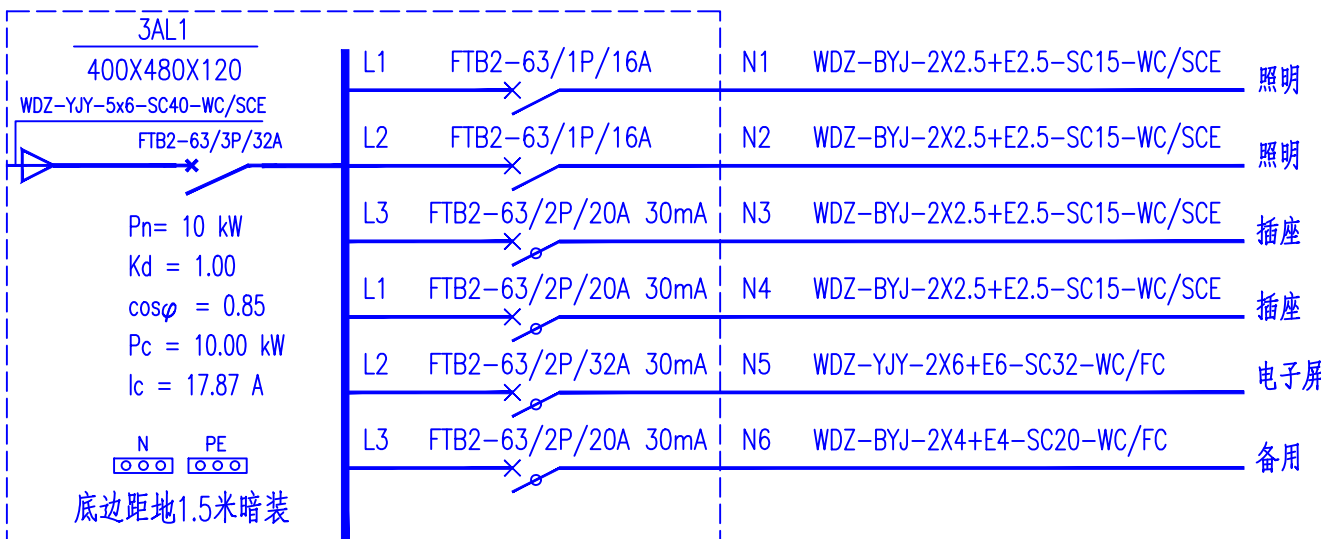 3AL1
400X480X120
WDZ-YJY-5x6-SC40-WC/SCE
FTB2-63/3P/32A
Pn= 10 kW
Kd = 1.00
cosφ = 0.85
Pc = 10.00 kW
Ic = 17.87 A
N PE
底边距地1.5米暗装
L1 FTB2-63/1P/16A N1 WDZ-BYJ-2X2.5+E2.5-SC15-WC/SCE 照明
L2 FTB2-63/1P/16A N2 WDZ-BYJ-2X2.5+E2.5-SC15-WC/SCE 照明
L3 FTB2-63/2P/20A 30mA N3 WDZ-BYJ-2X2.5+E2.5-SC15-WC/SCE 插座
L1 FTB2-63/2P/20A 30mA N4 WDZ-BYJ-2X2.5+E2.5-SC15-WC/SCE 插座
L2 FTB2-63/2P/32A 30mA N5 WDZ-YJY-2X6+E6-SC32-WC/FC 电子屏
L3 FTB2-63/2P/20A 30mA N6 WDZ-BYJ-2X4+E4-SC20-WC/FC 备用